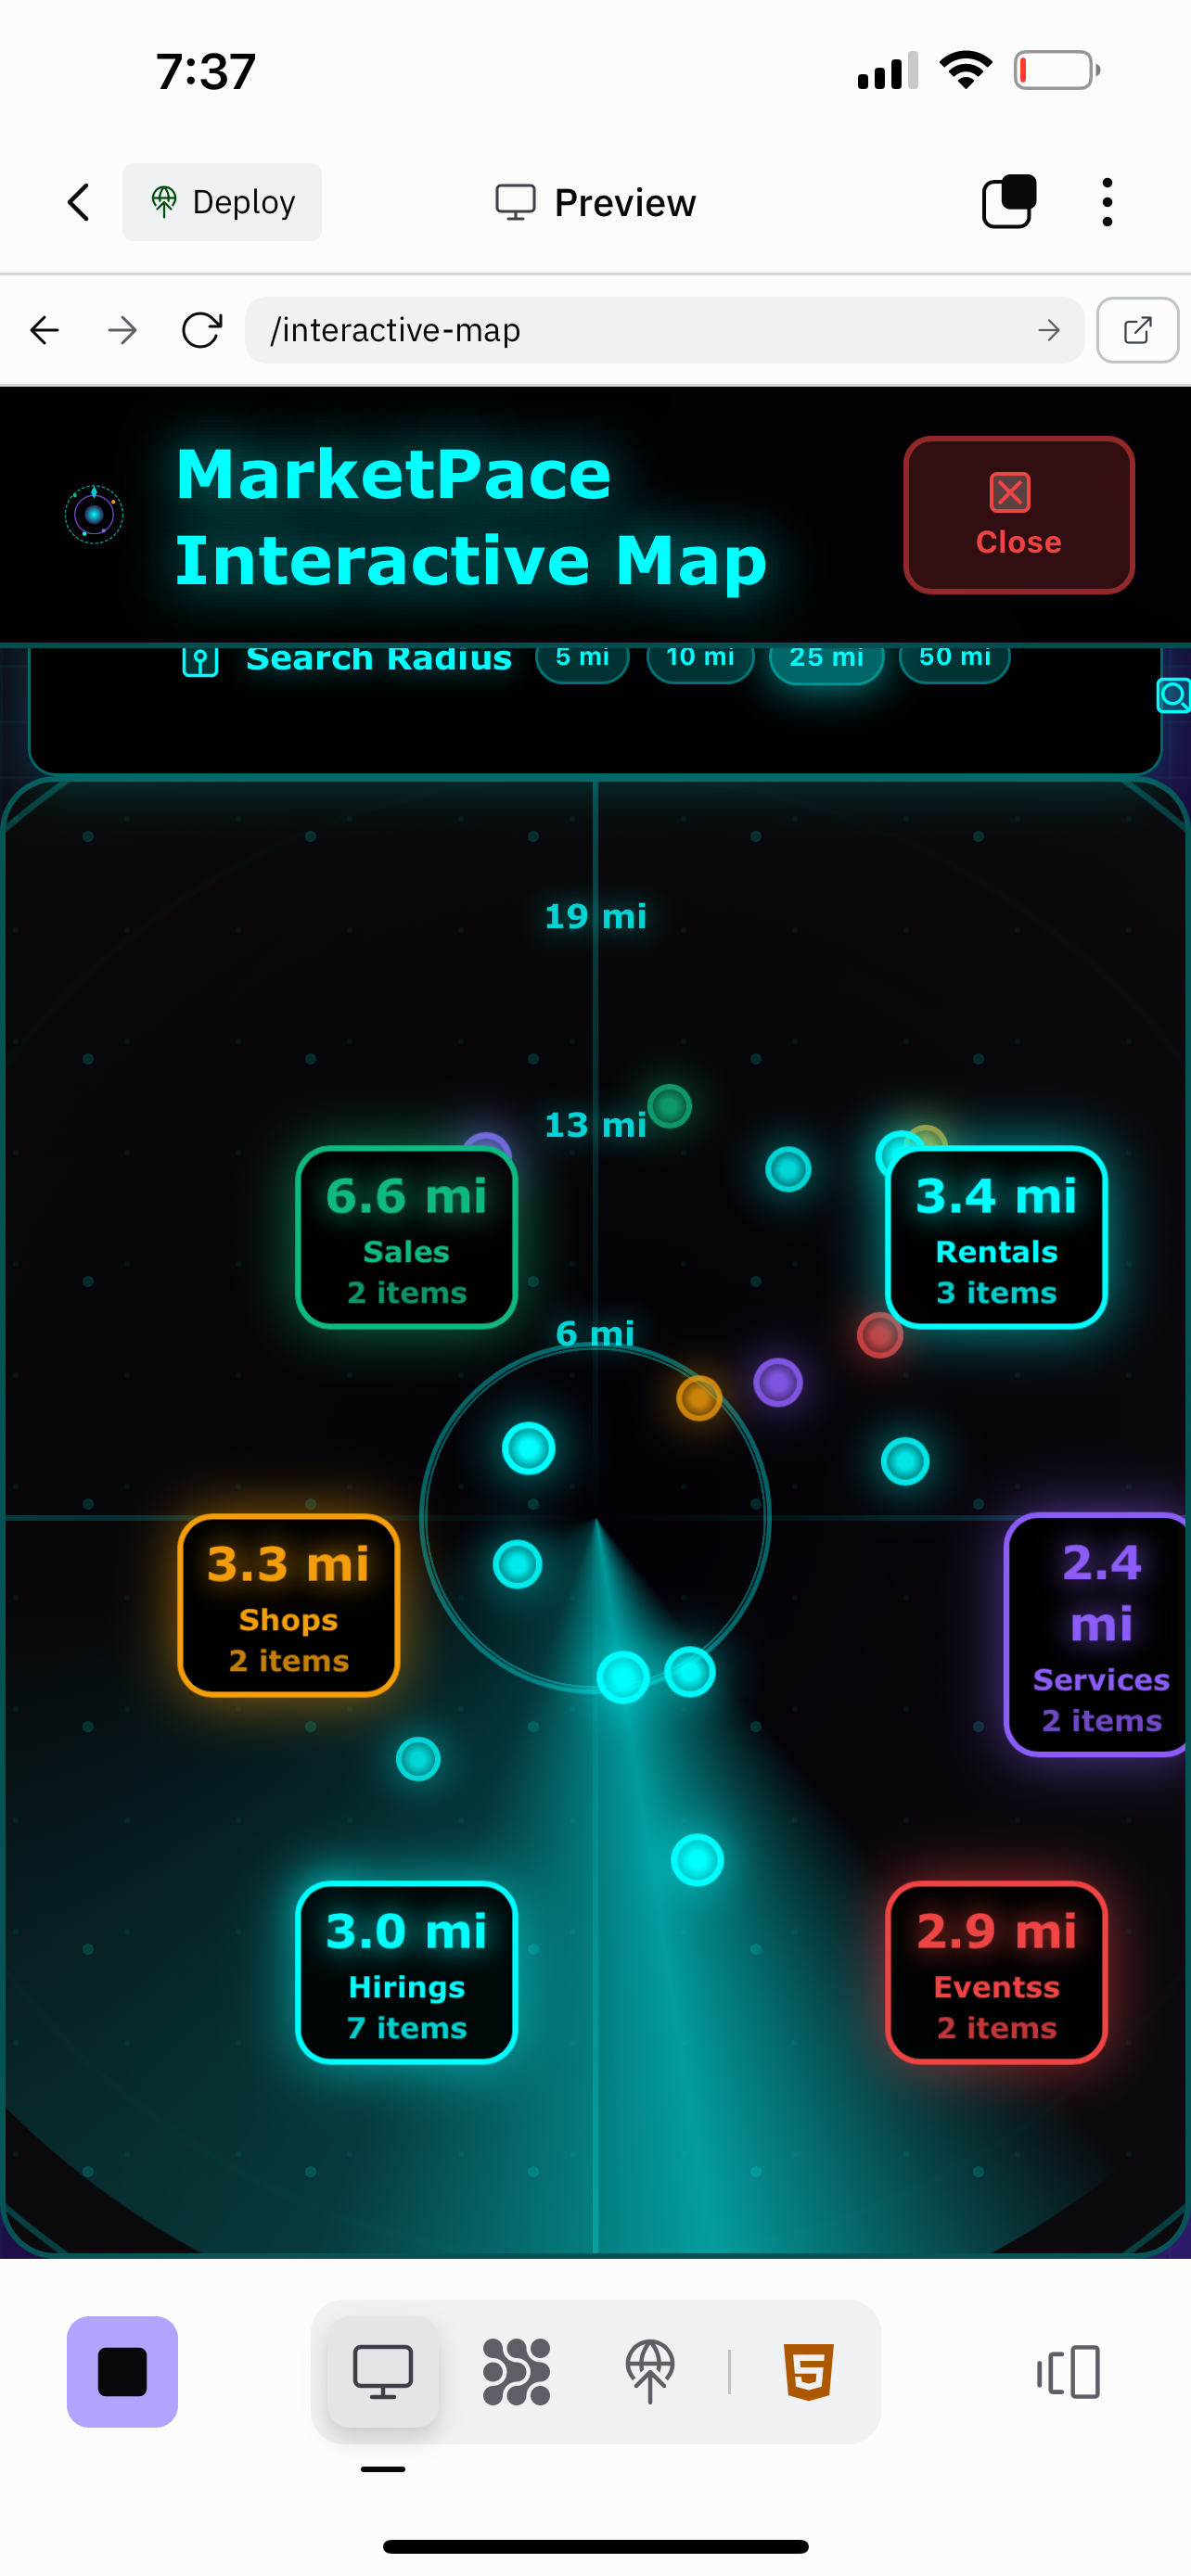 7:37
Deploy
Preview
/interactive-map
MarketPace
Interactive Map
Close
Search Radius 5 mi 10 mi 25 mi 50 mi
19 mi
13 mi
6.6 mi
Sales
2 items
3.4 mi
Rentals
3 items
6 mi
3.3 mi
Shops
2 items
2.4
mi
Services
2 items
3.0 mi
Hirings
7 items
2.9 mi
Eventss
2 items
5